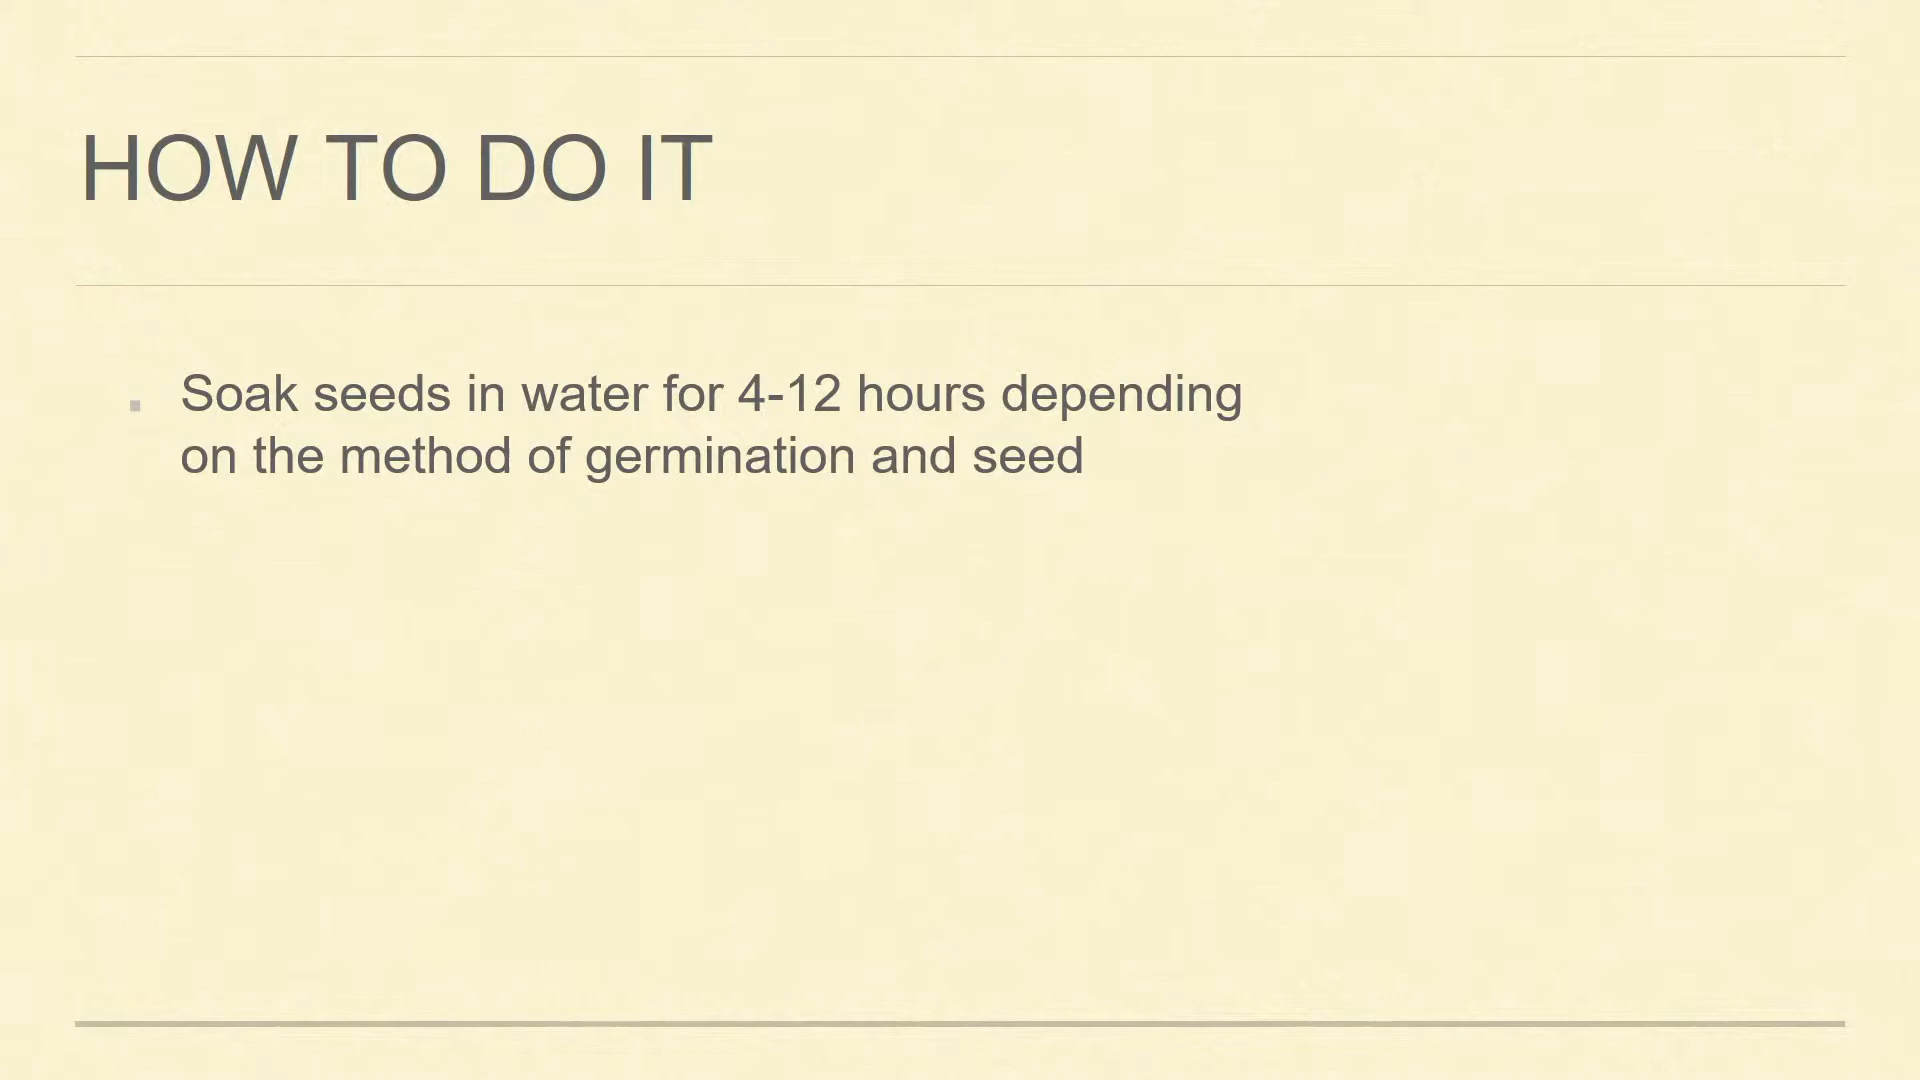 HOW TO DO IT
Soak seeds in water for 4-12 hours depending
on the method of germination and seed